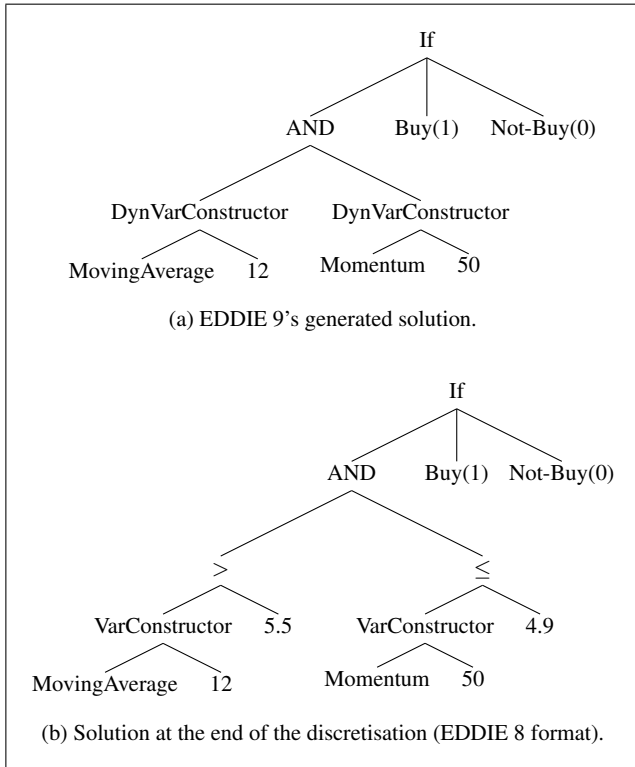 If
AND Buy(1) Not-Buy(0)
DynVarConstructor DynVarConstructor
MovingAverage 12 Momentum 50
(a) EDDIE 9's generated solution.
If
AND Buy(1) Not-Buy(0)
> ≤
VarConstructor 5.5 VarConstructor 4.9
MovingAverage 12 Momentum 50
(b) Solution at the end of the discretisation (EDDIE 8 format).